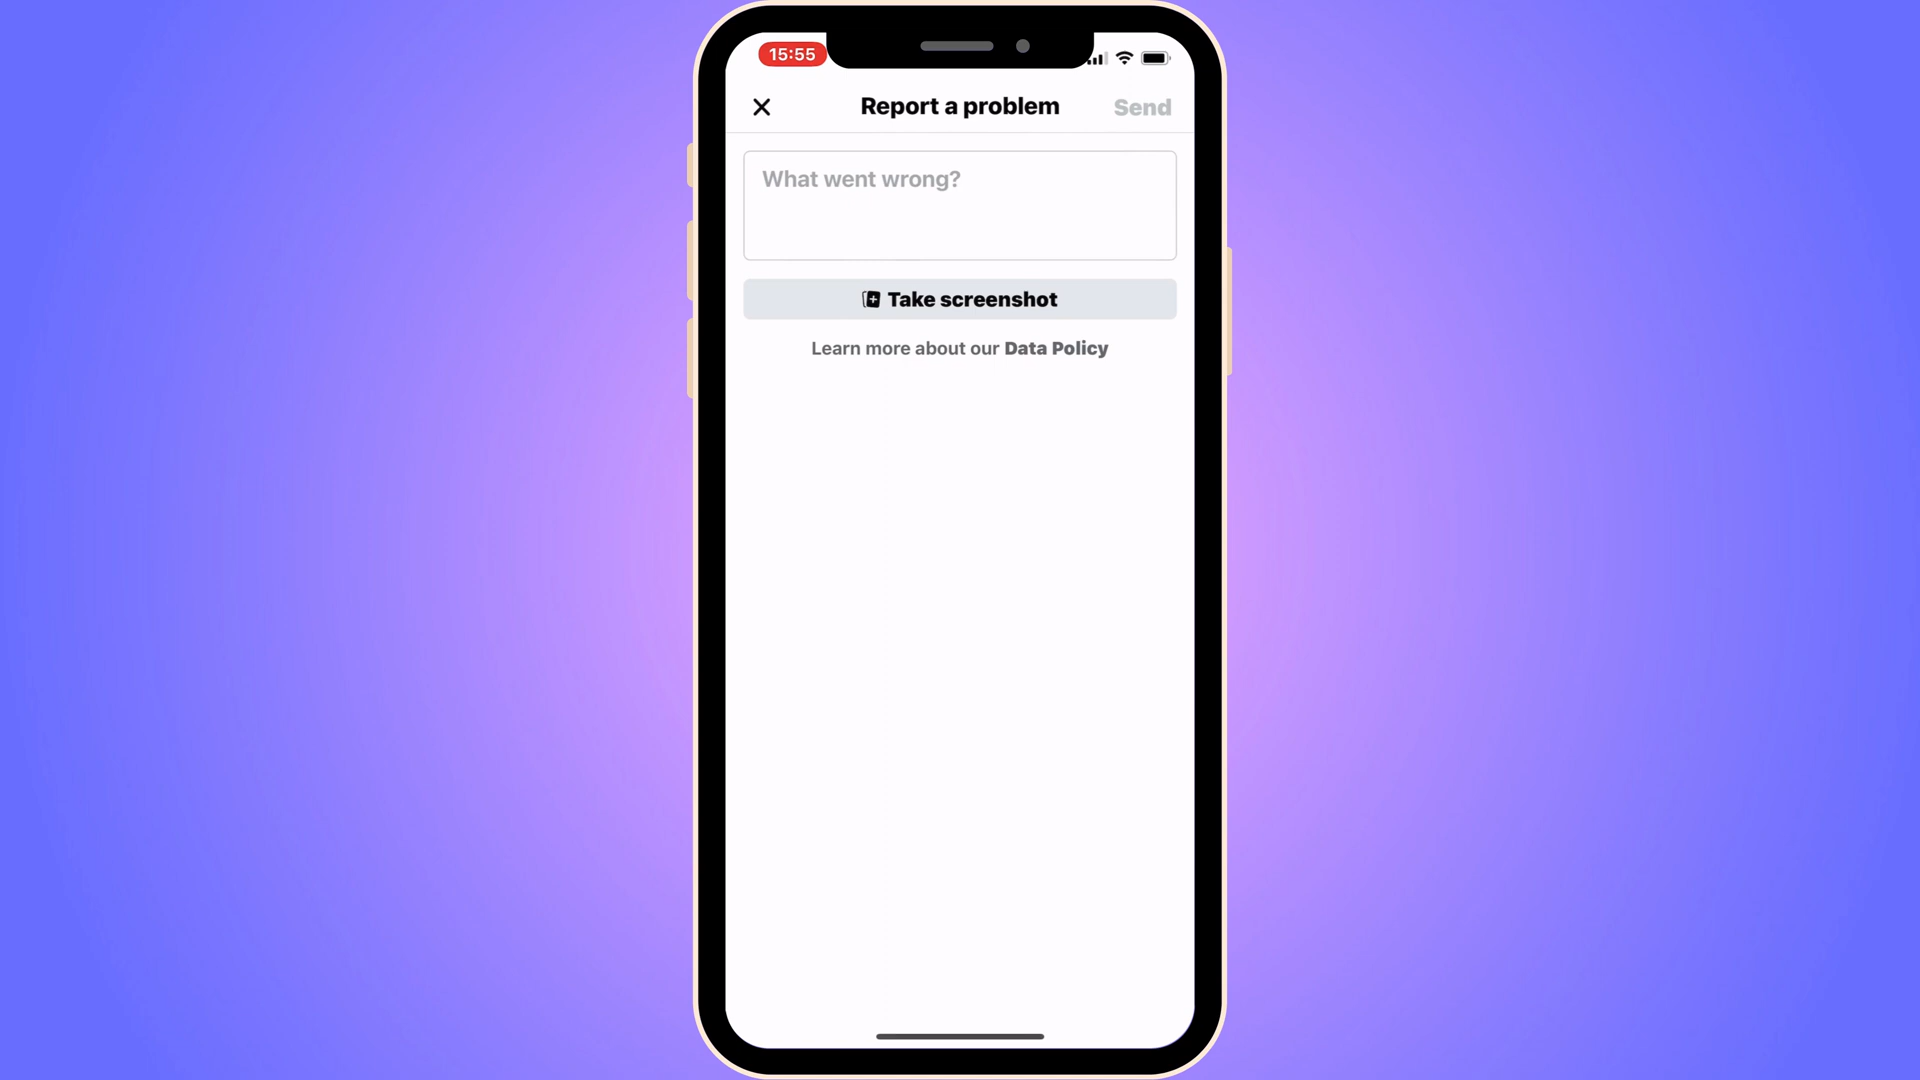 15:55
Report a problem
Send
What went wrong?
Take screenshot
Learn more about our Data Policy